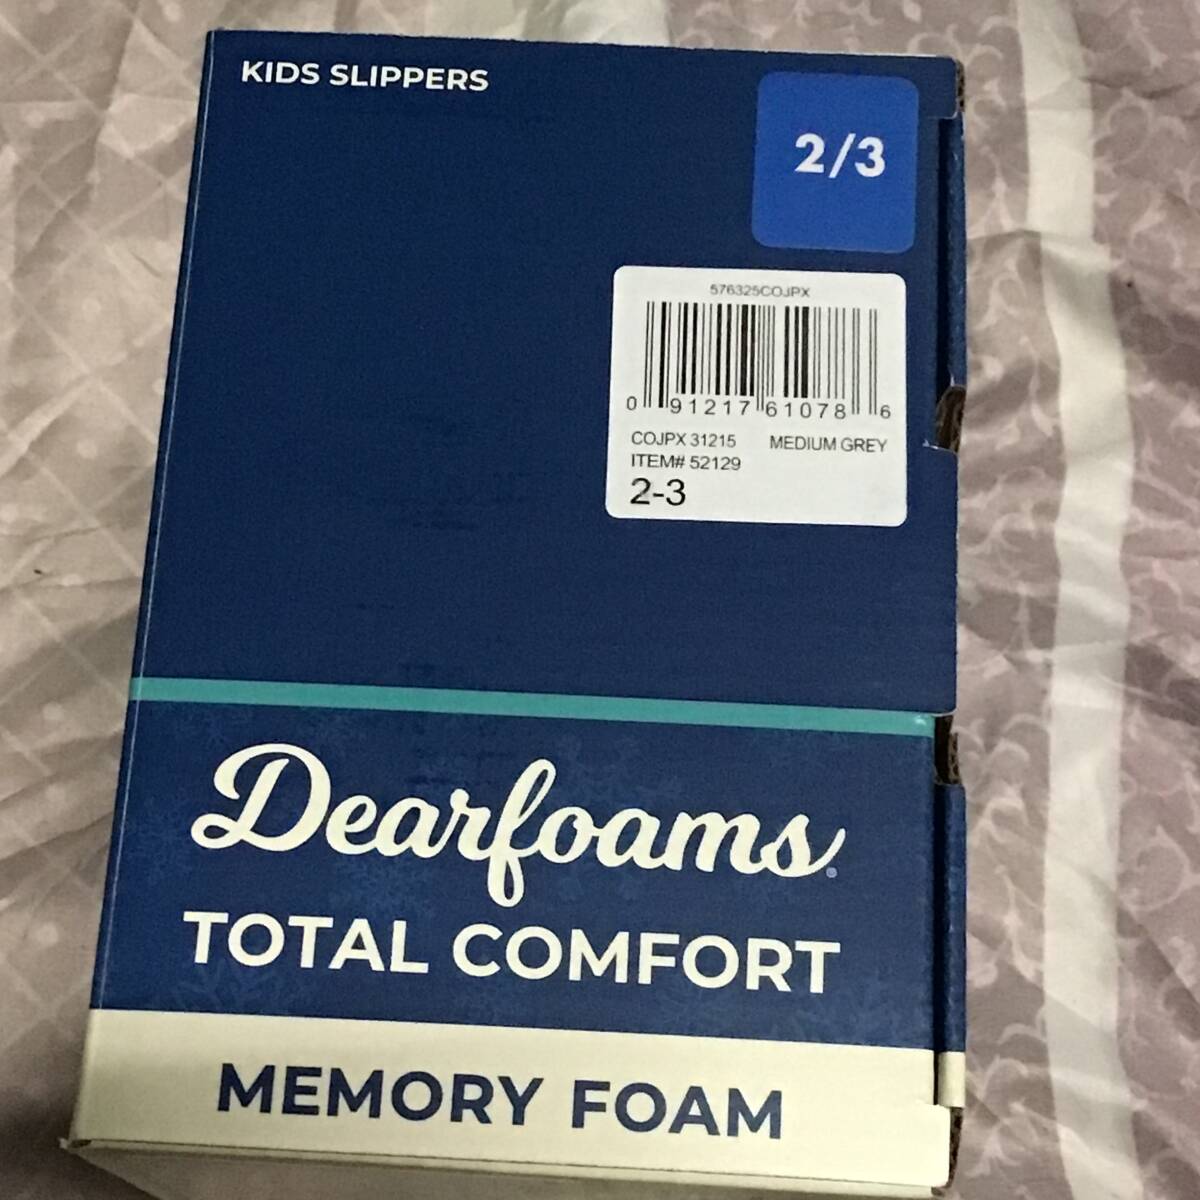 KIDS SLIPPERS
2/3
576325COJPX
0 91217 61078 6
COJPX 31215 MEDIUM GREY
ITEM# 52129
2-3
Dearfoams®
TOTAL COMFORT
MEMORY FOAM